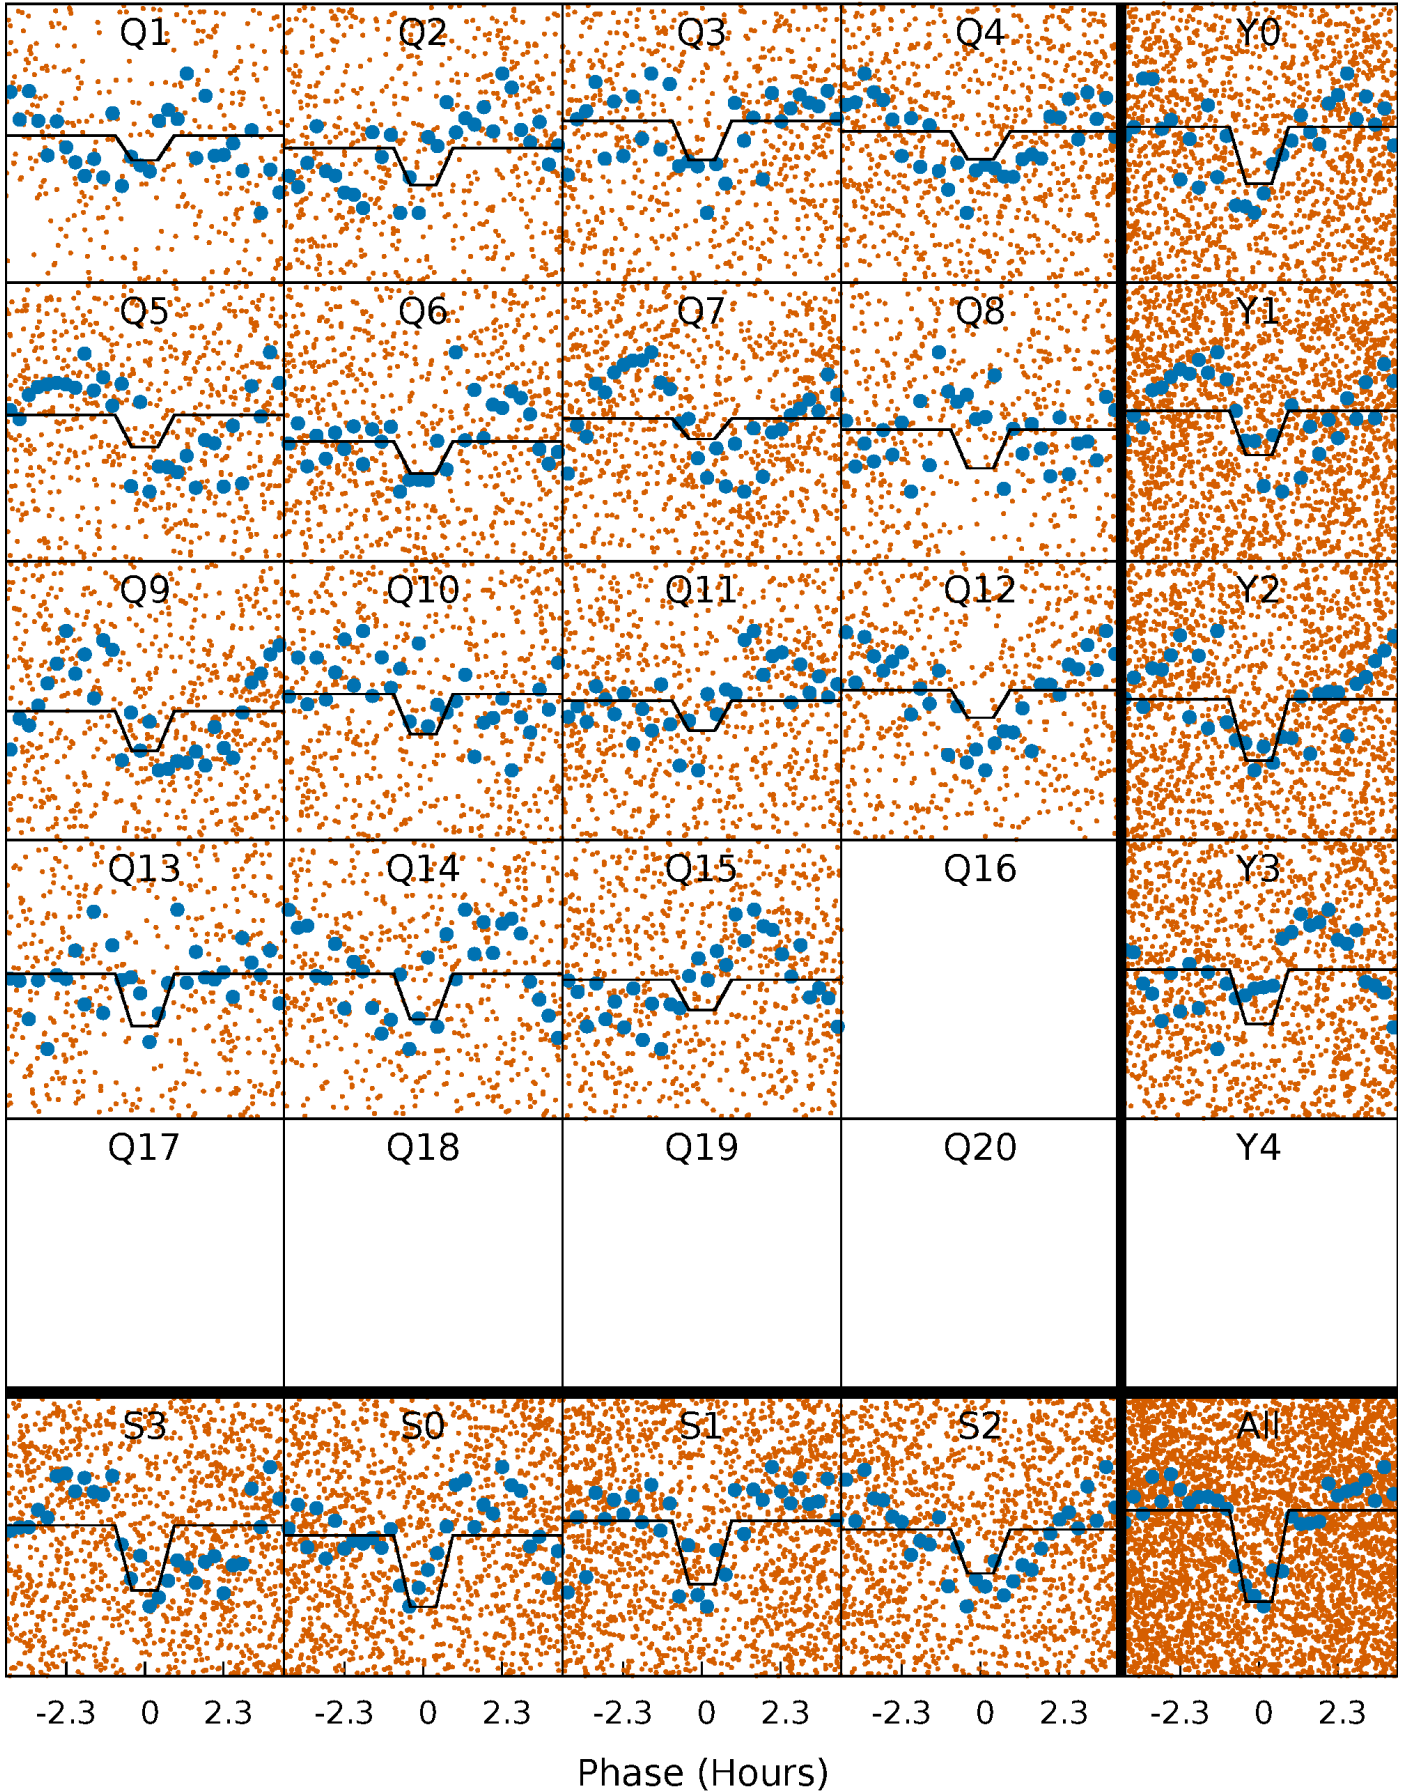 Q1 Q2 Q3 Q4 Y0
Q5 Q6 Q7 Q8 Y1
Q9 Q10 Q11 Q12 Y2
Q13 Q14 Q15 Q16 Y3
Q17 Q18 Q19 Q20 Y4
S3 S0 S1 S2 All
-2.3 0 2.3 -2.3 0 2.3 -2.3 0 2.3 -2.3 0 2.3 -2.3 0 2.3
Phase (Hours)